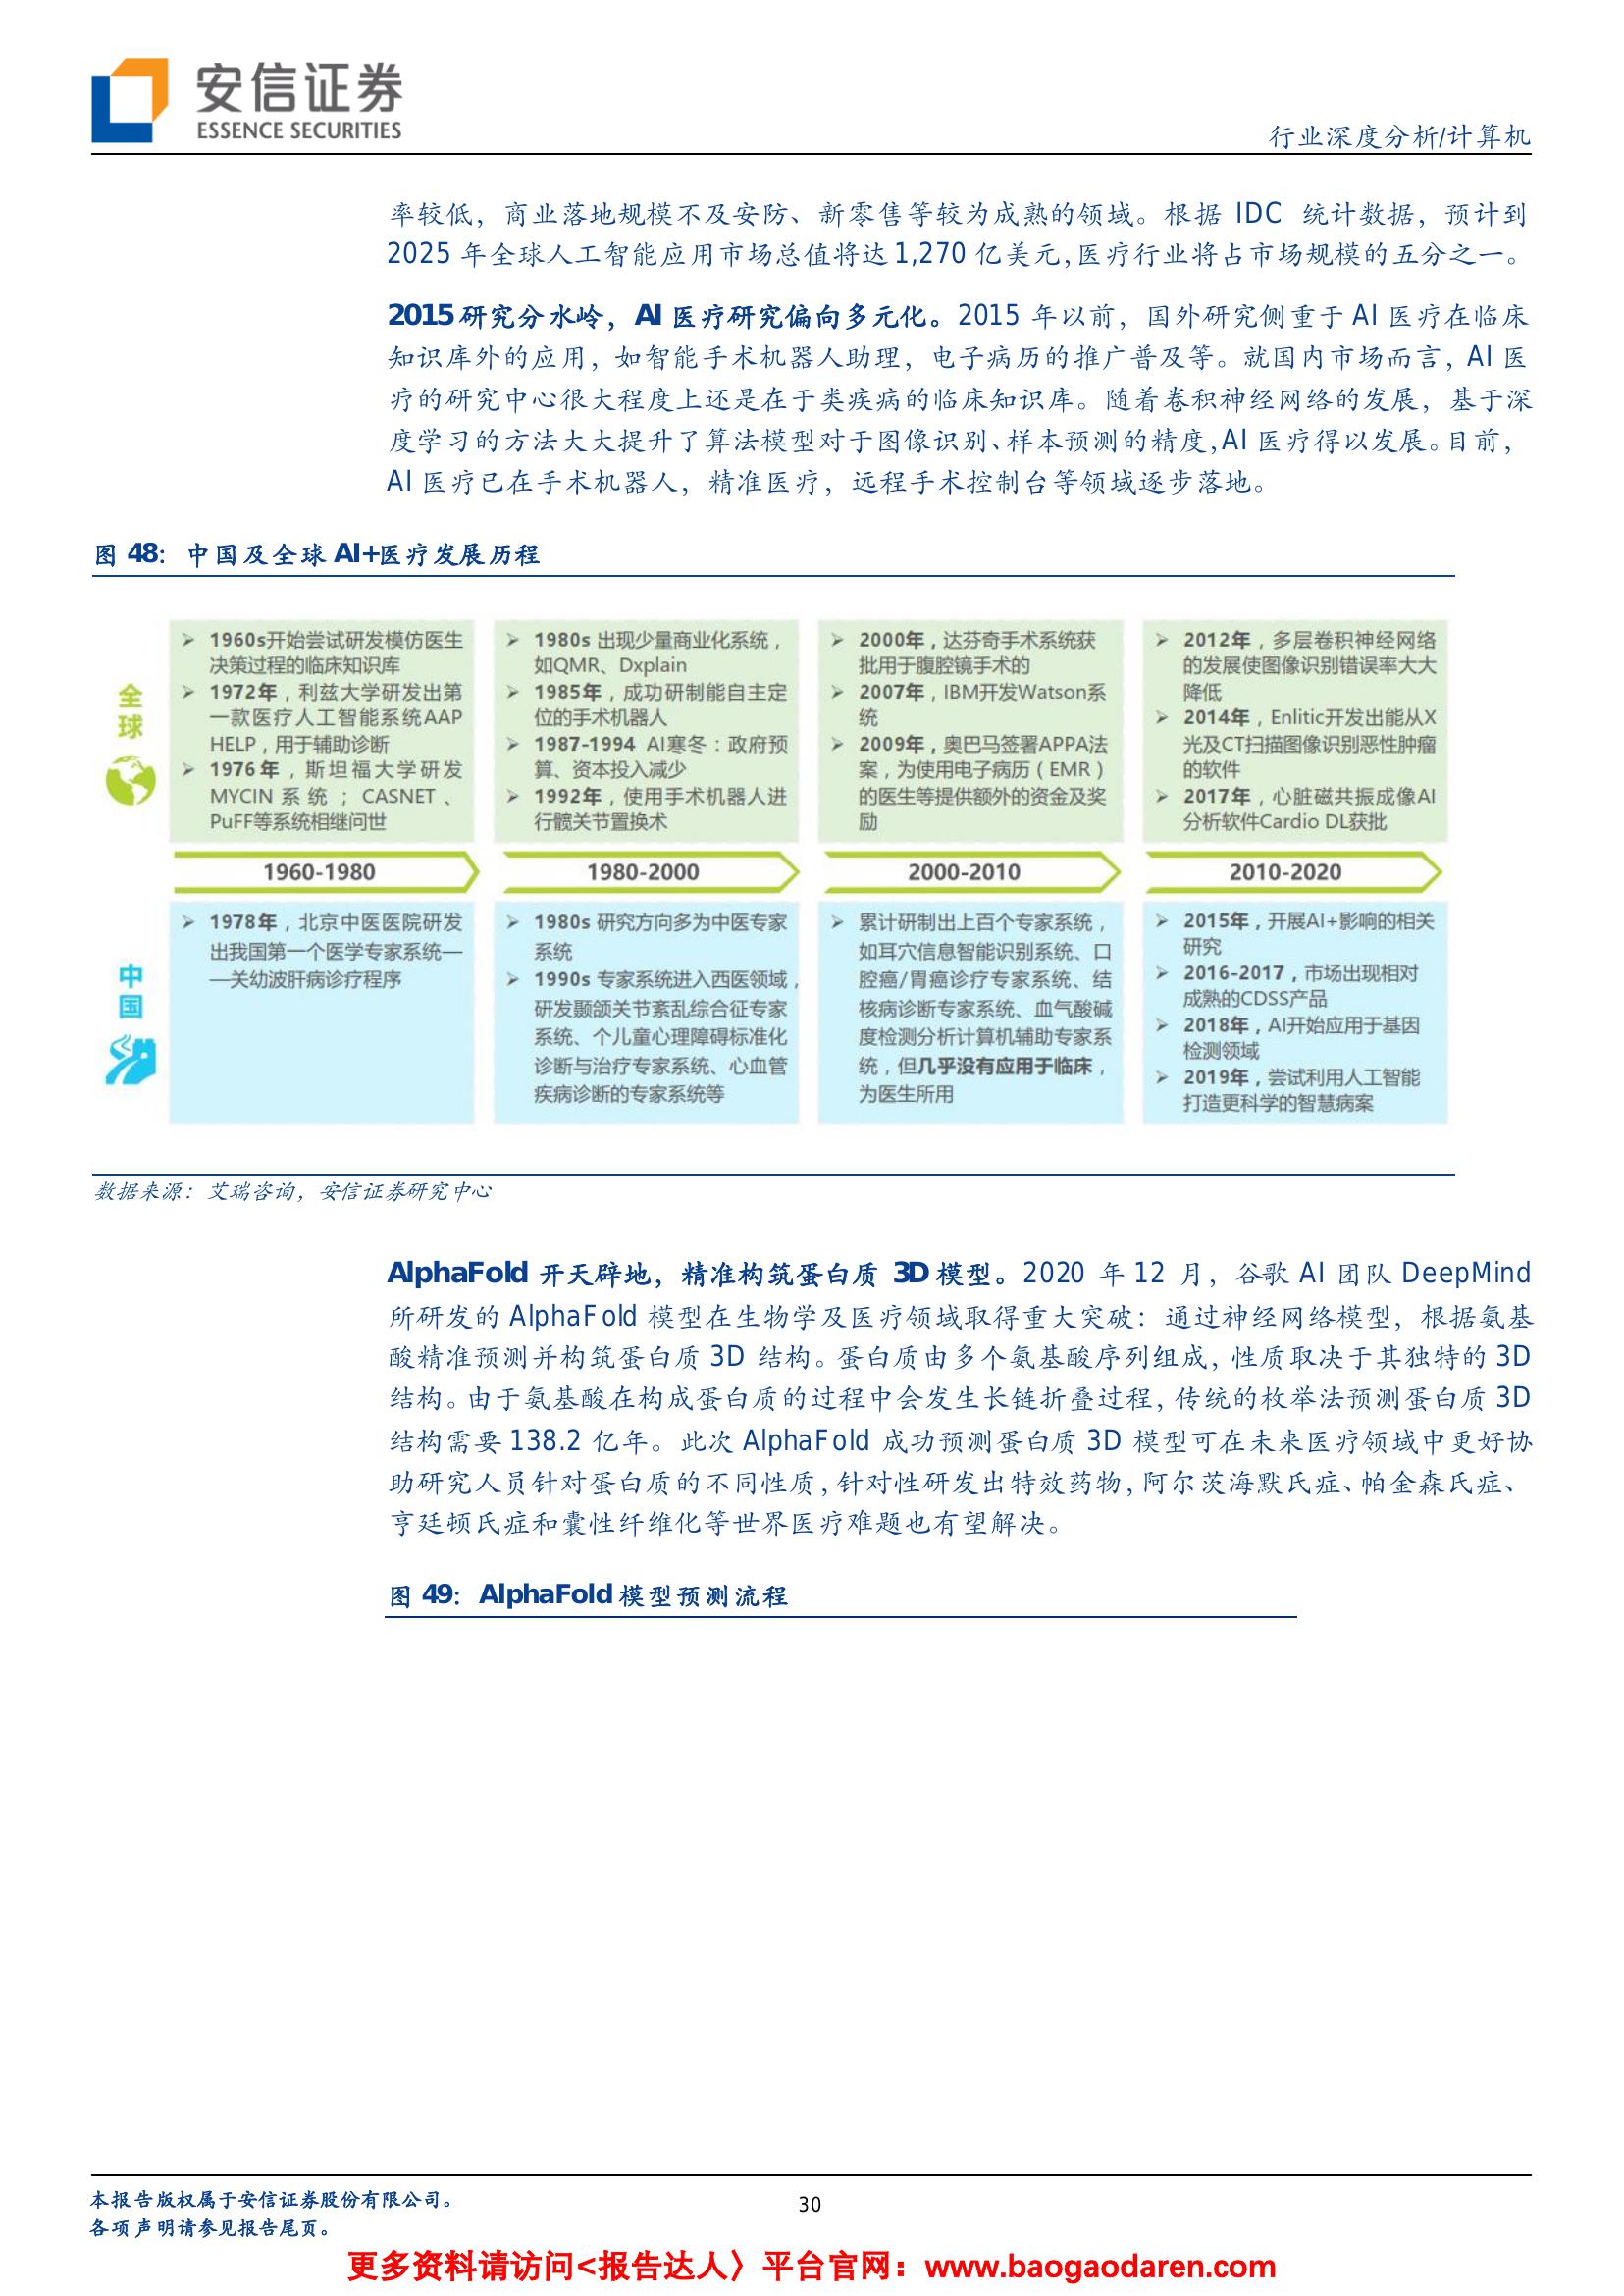 安信证券
ESSENCE SECURITIES
行业深度分析/计算机
率较低，商业落地规模不及安防、新零售等较为成熟的领域。根据 IDC 统计数据，预计到
2025 年全球人工智能应用市场总值将达 1,270 亿美元，医疗行业将占市场规模的五分之一。
2015 研究分水岭，AI 医疗研究偏向多元化。2015 年以前，国外研究侧重于 AI 医疗在临床
知识库外的应用，如智能手术机器人助理，电子病历的推广普及等。就国内市场而言，AI 医
疗的研究中心很大程度上还是在于类疾病的临床知识库。随着卷积神经网络的发展，基于深
度学习的方法大大提升了算法模型对于图像识别、样本预测的精度，AI 医疗得以发展。目前，
AI 医疗已在手术机器人，精准医疗，远程手术控制台等领域逐步落地。
图 48：中国及全球 AI+医疗发展历程
全
球
➢ 1960s开始尝试研发模仿医生
决策过程的临床知识库
➢ 1972年，利兹大学研发出第
一款医疗人工智能系统AAP
HELP，用于辅助诊断
➢ 1976年，斯坦福大学研发
MYCIN系统；CASNET、
PuFF等系统相继问世
➢ 1980s 出现少量商业化系统，
如QMR、Dxplain
➢ 1985年，成功研制能自主定
位的手术机器人
➢ 1987-1994 AI寒冬：政府预
算、资本投入减少
➢ 1992年，使用手术机器人进
行髋关节置换术
➢ 2000年，达芬奇手术系统获
批用于腹腔镜手术的
➢ 2007年，IBM开发Watson系
统
➢ 2009年，奥巴马签署APPA法
案，为使用电子病历（EMR）
的医生等提供额外的资金及奖
励
➢ 2012年，多层卷积神经网络
的发展使图像识别错误率大大
降低
➢ 2014年，Enlitic开发出能从X
光及CT扫描图像识别恶性肿瘤
的软件
➢ 2017年，心脏磁共振成像AI
分析软件Cardio DL获批
1960-1980
1980-2000
2000-2010
2010-2020
中
国
➢ 1978年，北京中医医院研发
出我国第一个医学专家系统—
—关幼波肝病诊疗程序
➢ 1980s 研究方向多为中医专家
系统
➢ 1990s 专家系统进入西医领域，
研发颞颌关节紊乱综合征专家
系统、个儿童心理障碍标准化
诊断与治疗专家系统、心血管
疾病诊断的专家系统等
➢ 累计研制出上百个专家系统，
如耳穴信息智能识别系统、口
腔癌/胃癌诊疗专家系统、结
核病诊断专家系统、血气酸碱
度检测分析计算机辅助专家系
统，但几乎没有应用于临床，
为医生所用
➢ 2015年，开展AI+影响的相关
研究
➢ 2016-2017，市场出现相对
成熟的CDSS产品
➢ 2018年，AI开始应用于基因
检测领域
➢ 2019年，尝试利用人工智能
打造更科学的智慧病案
数据来源：艾瑞咨询，安信证券研究中心
AlphaFold 开天辟地，精准构筑蛋白质 3D 模型。2020 年 12 月，谷歌 AI 团队 DeepMind
所研发的 AlphaFold 模型在生物学及医疗领域取得重大突破：通过神经网络模型，根据氨基
酸精准预测并构筑蛋白质 3D 结构。蛋白质由多个氨基酸序列组成，性质取决于其独特的 3D
结构。由于氨基酸在构成蛋白质的过程中会发生长链折叠过程，传统的枚举法预测蛋白质 3D
结构需要 138.2 亿年。此次 AlphaFold 成功预测蛋白质 3D 模型可在未来医疗领域中更好协
助研究人员针对蛋白质的不同性质，针对性研发出特效药物，阿尔茨海默氏症、帕金森氏症、
亨廷顿氏症和囊性纤维化等世界医疗难题也有望解决。
图 49：AlphaFold 模型预测流程
本报告版权属于安信证券股份有限公司。
各项声明请参见报告尾页。
30
更多资料请访问<报告达人〉平台官网：www.baogaodaren.com